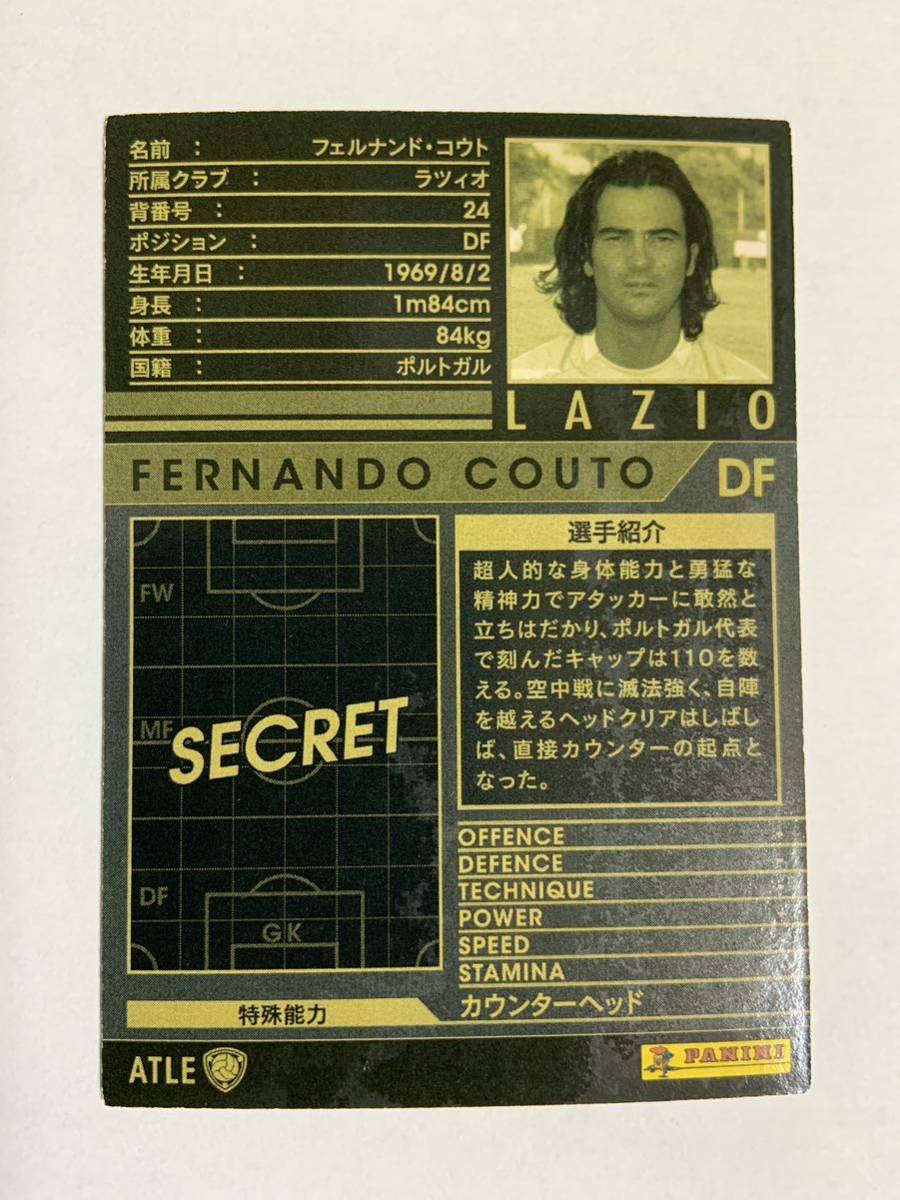 名前 : フェルナンド・コウト
所属クラブ : ラツィオ
背番号 : 24
ポジション : DF
生年月日 : 1969/8/2
身長 : 1m84cm
体重 : 84kg
国籍 : ポルトガル
LAZIO
FERNANDO COUTO DF
FW
MF
DF
GK
SECRET
選手紹介
超人的な身体能力と勇猛な
精神力でアタッカーに敢然と
立ちはだかり、ポルトガル代表
で刻んだキャップは110を数
える。空中戦に滅法強く、自陣
を越えるヘッドクリアはしばし
ば、直接カウンターの起点と
なった。
OFFENCE
DEFENCE
TECHNIQUE
POWER
SPEED
STAMINA
特殊能力
カウンターヘッド
ATLE
PANINI